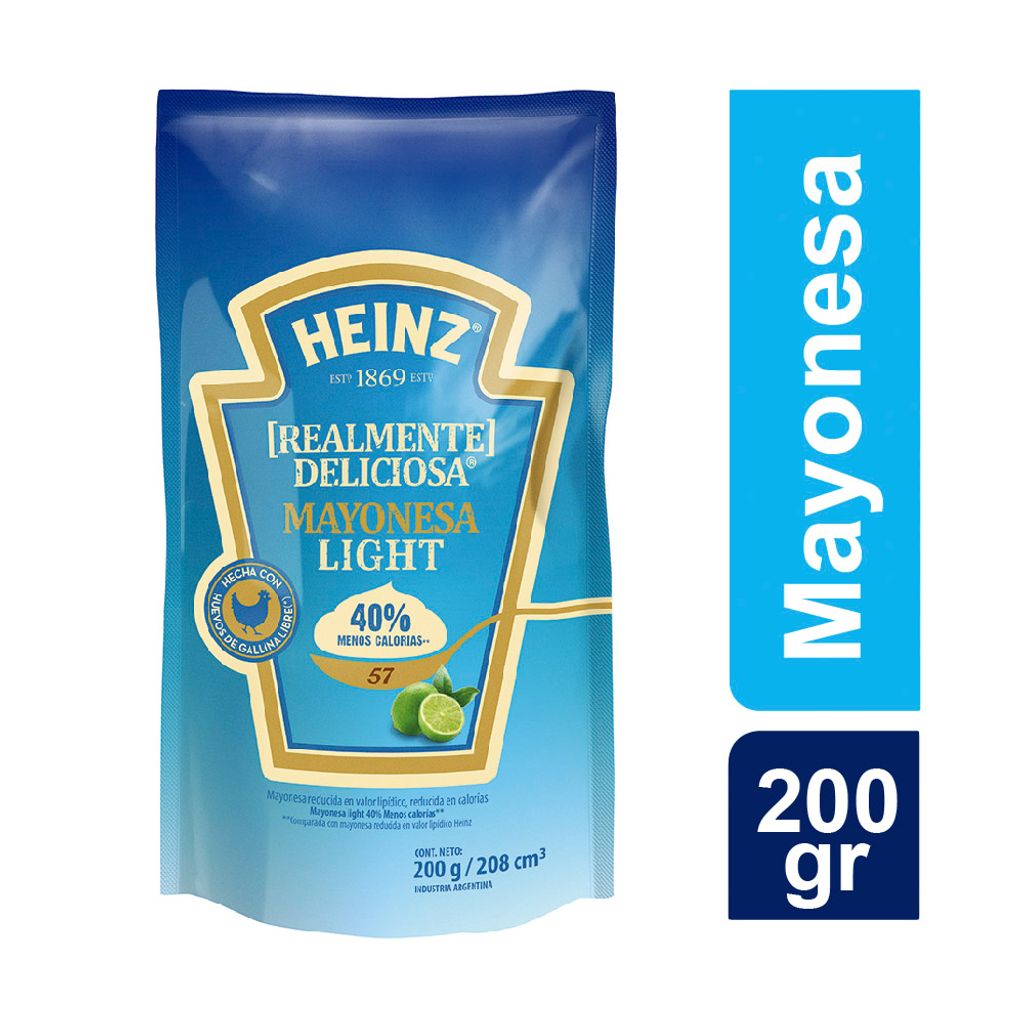 HEINZ®
ESTD 1869 ESTD
[REALMENTE]
DELICIOSA®
MAYONESA
LIGHT
HECHA CON
HUEVOS DE GALLINA LIBRE(*)
40%
MENOS CALORIAS**
57
Mayonesa reducida en valor lipídico, reducida en calorías
Mayonesa light 40% Menos calorías**
**Comparada con mayonesa reducida en valor lipídico Heinz
CONT. NETO:
200 g / 208 cm³
INDUSTRIA ARGENTINA
Mayonesa
200
gr